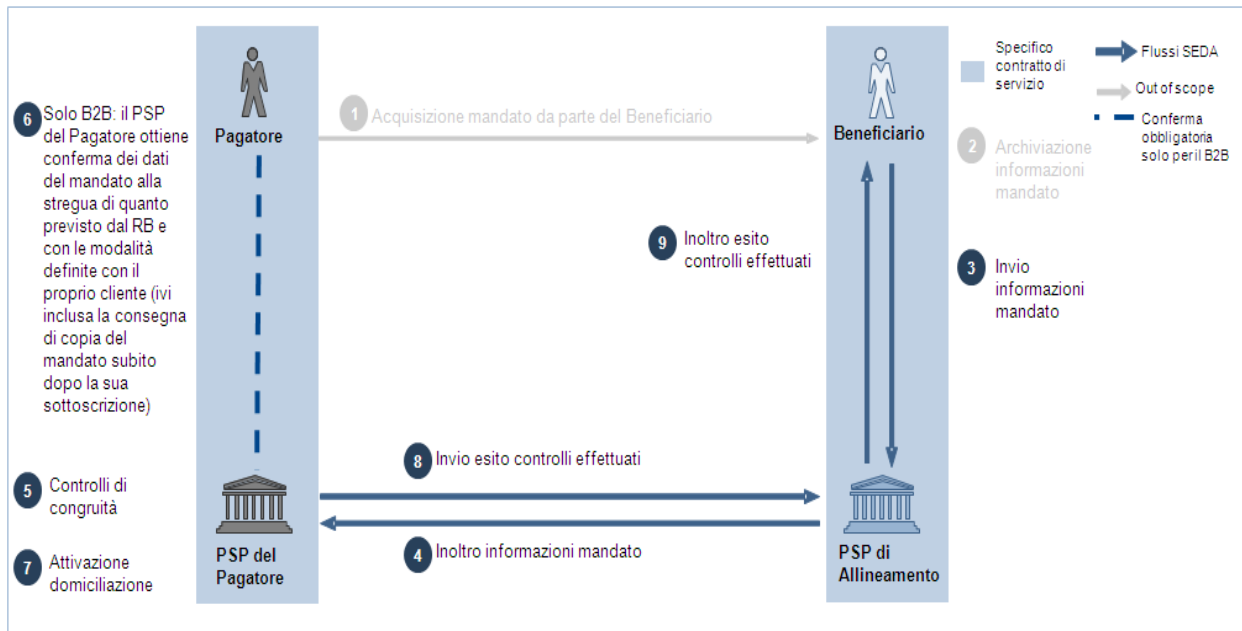 6
Solo B2B: il PSP
del Pagatore ottiene
conferma dei dati
del mandato alla
stregua di quanto
previsto dal RB e
con le modalità
definite con il
proprio cliente (ivi
inclusa la consegna
di copia del
mandato subito
dopo la sua
sottoscrizione)
5
Controlli di
congruità
7
Attivazione
domiciliazione
Pagatore
PSP del
Pagatore
1
Acquisizione mandato da parte del Beneficiario
9
Inoltro esito
controlli effettuati
8
Invio esito controlli effettuati
4
Inoltro informazioni mandato
Beneficiario
PSP di
Allineamento
2
Archiviazione
informazioni
mandato
3
Invio
informazioni
mandato
Specifico
contratto di
servizio
Flussi SEDA
Out of scope
Conferma
obbligatoria
solo per il B2B